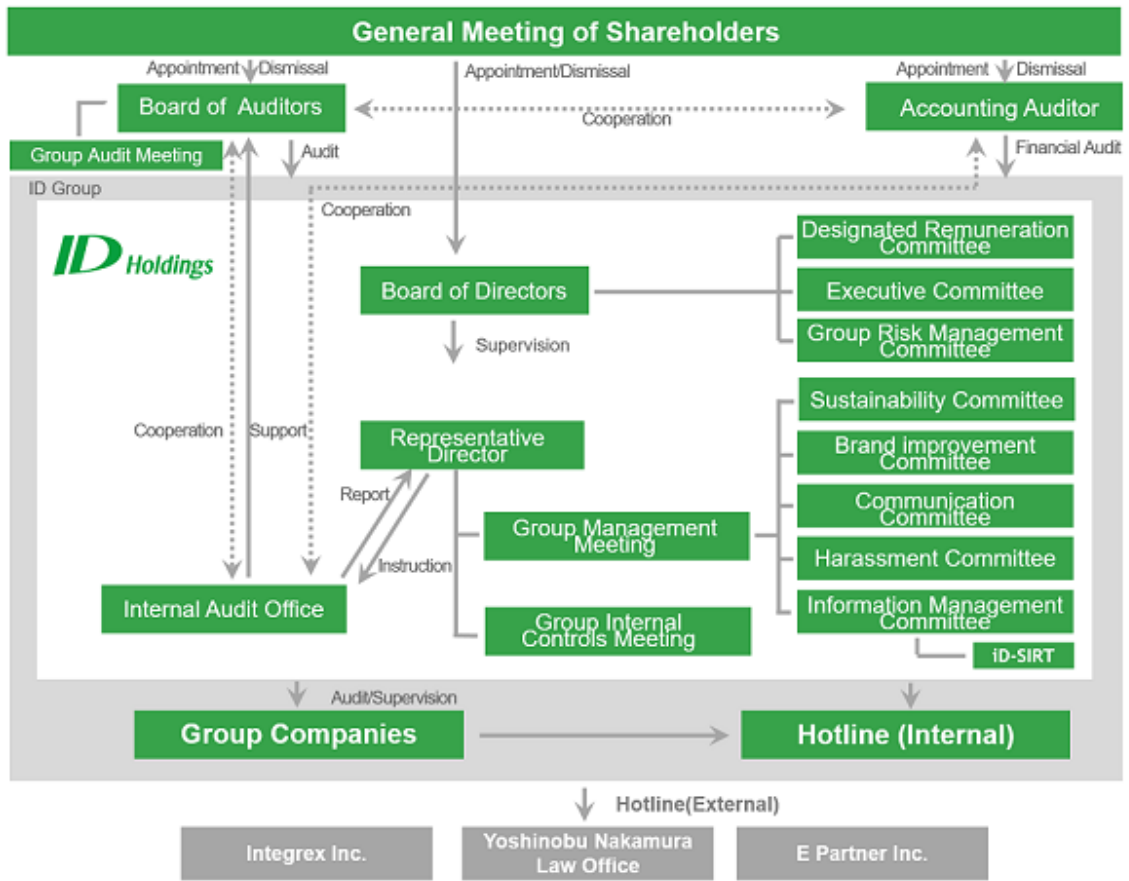 General Meeting of Shareholders
Appointment Dismissal
Appointment/Dismissal
Appointment Dismissal
Board of Auditors
Cooperation
Accounting Auditor
Group Audit Meeting
Audit
Financial Audit
ID Group
Cooperation
ID Holdings
Designated Remuneration
Committee
Board of Directors
Executive Committee
Group Risk Management
Committee
Supervision
Sustainability Committee
Cooperation
Support
Representative
Director
Brand improvement
Committee
Report
Communication
Committee
Group Management
Meeting
Instruction
Harassment Committee
Internal Audit Office
Information Management
Committee
Group Internal
Controls Meeting
iD-SIRT
Audit/Supervision
Group Companies
Hotline (Internal)
Hotline(External)
Integrex Inc.
Yoshinobu Nakamura
Law Office
E Partner Inc.